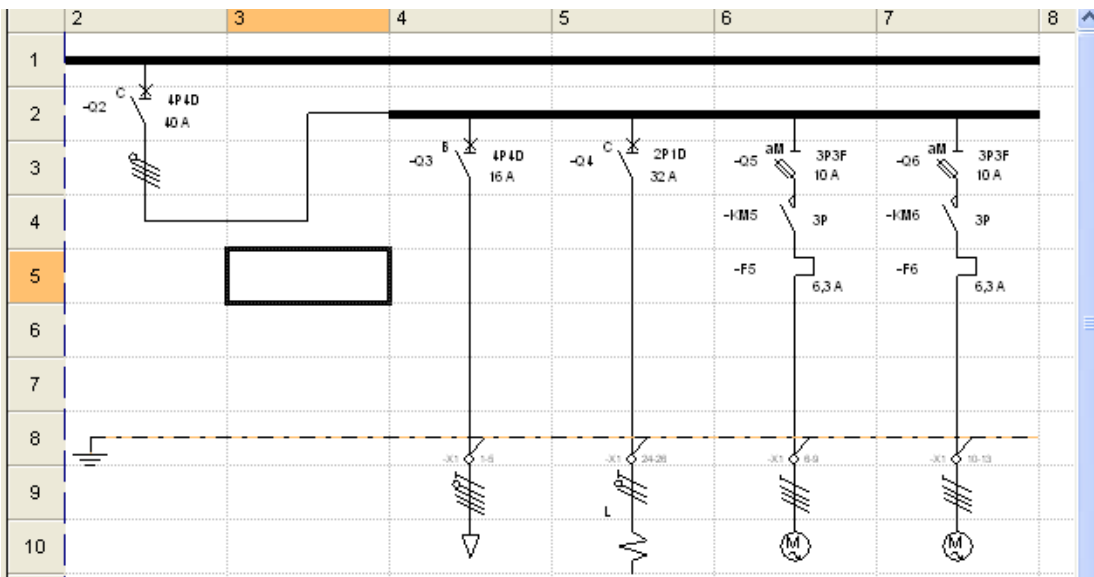 2 3 4 5 6 7 8
1
C 4P4D
-Q2
40 A
2
B 4P4D
-Q3
16 A
C 2P1D
-Q4
32 A
aM 3P3F
-Q5
10 A
aM 3P3F
-Q6
10 A
3
4
-KM5 3P
-KM6 3P
5
-F5
6,3 A
-F6
6,3 A
6
7
8
-X1 1-5
-X1 24-26
-X1 6-9
-X1 10-13
9
L
10
M
M